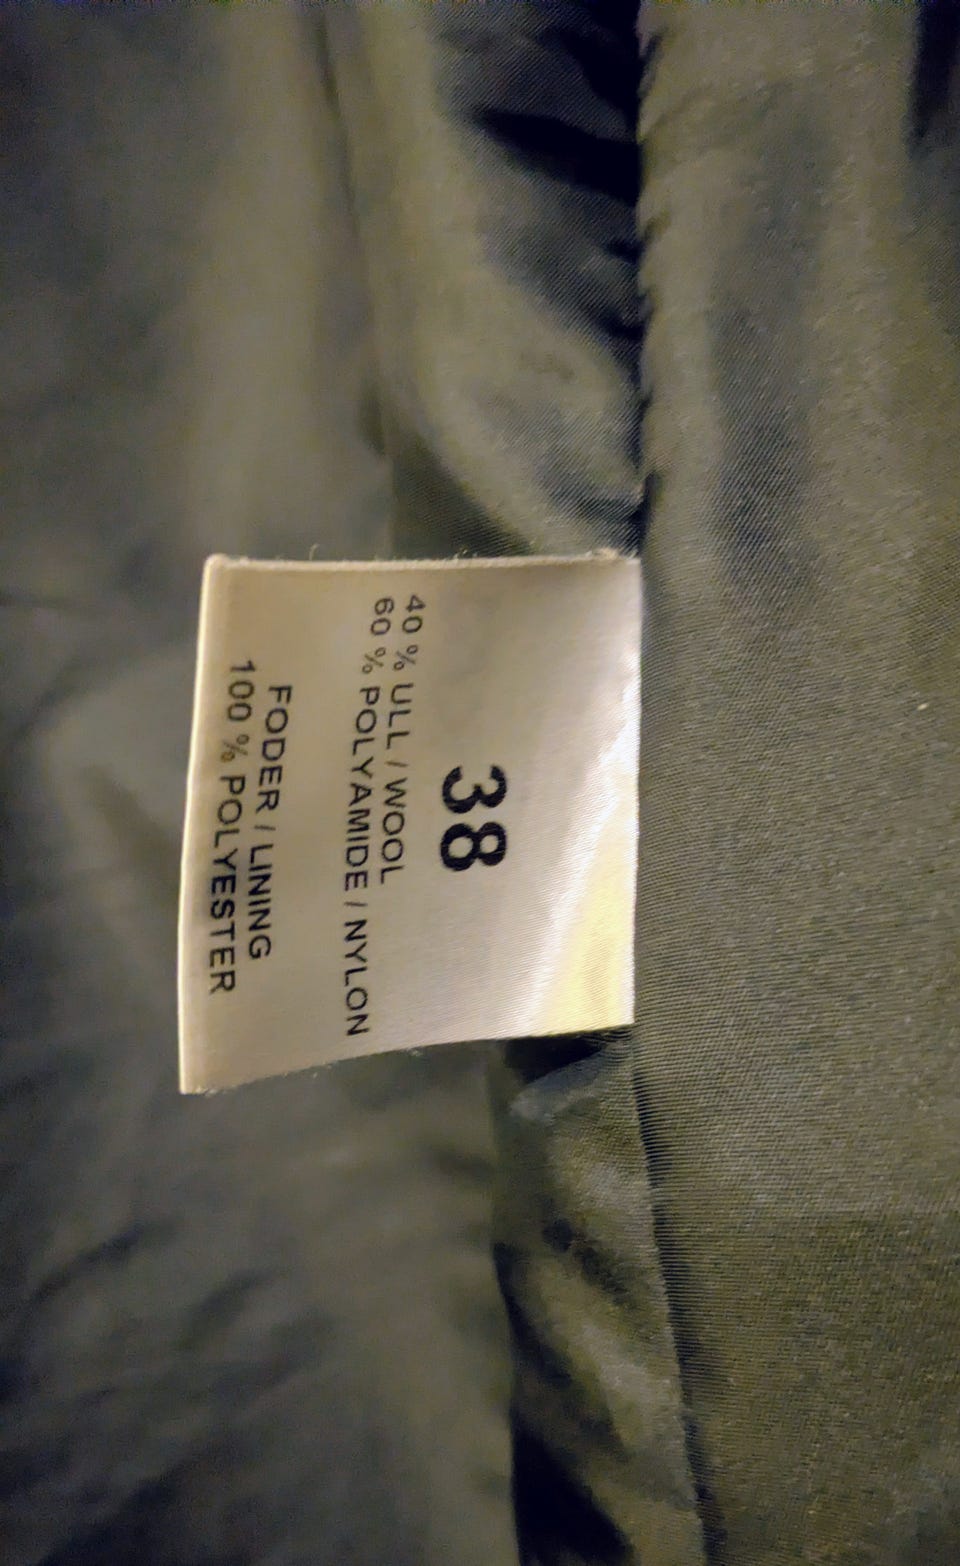 38
40 % ULL / WOOL
60 % POLYAMIDE / NYLON
FODER / LINING
100 % POLYESTER